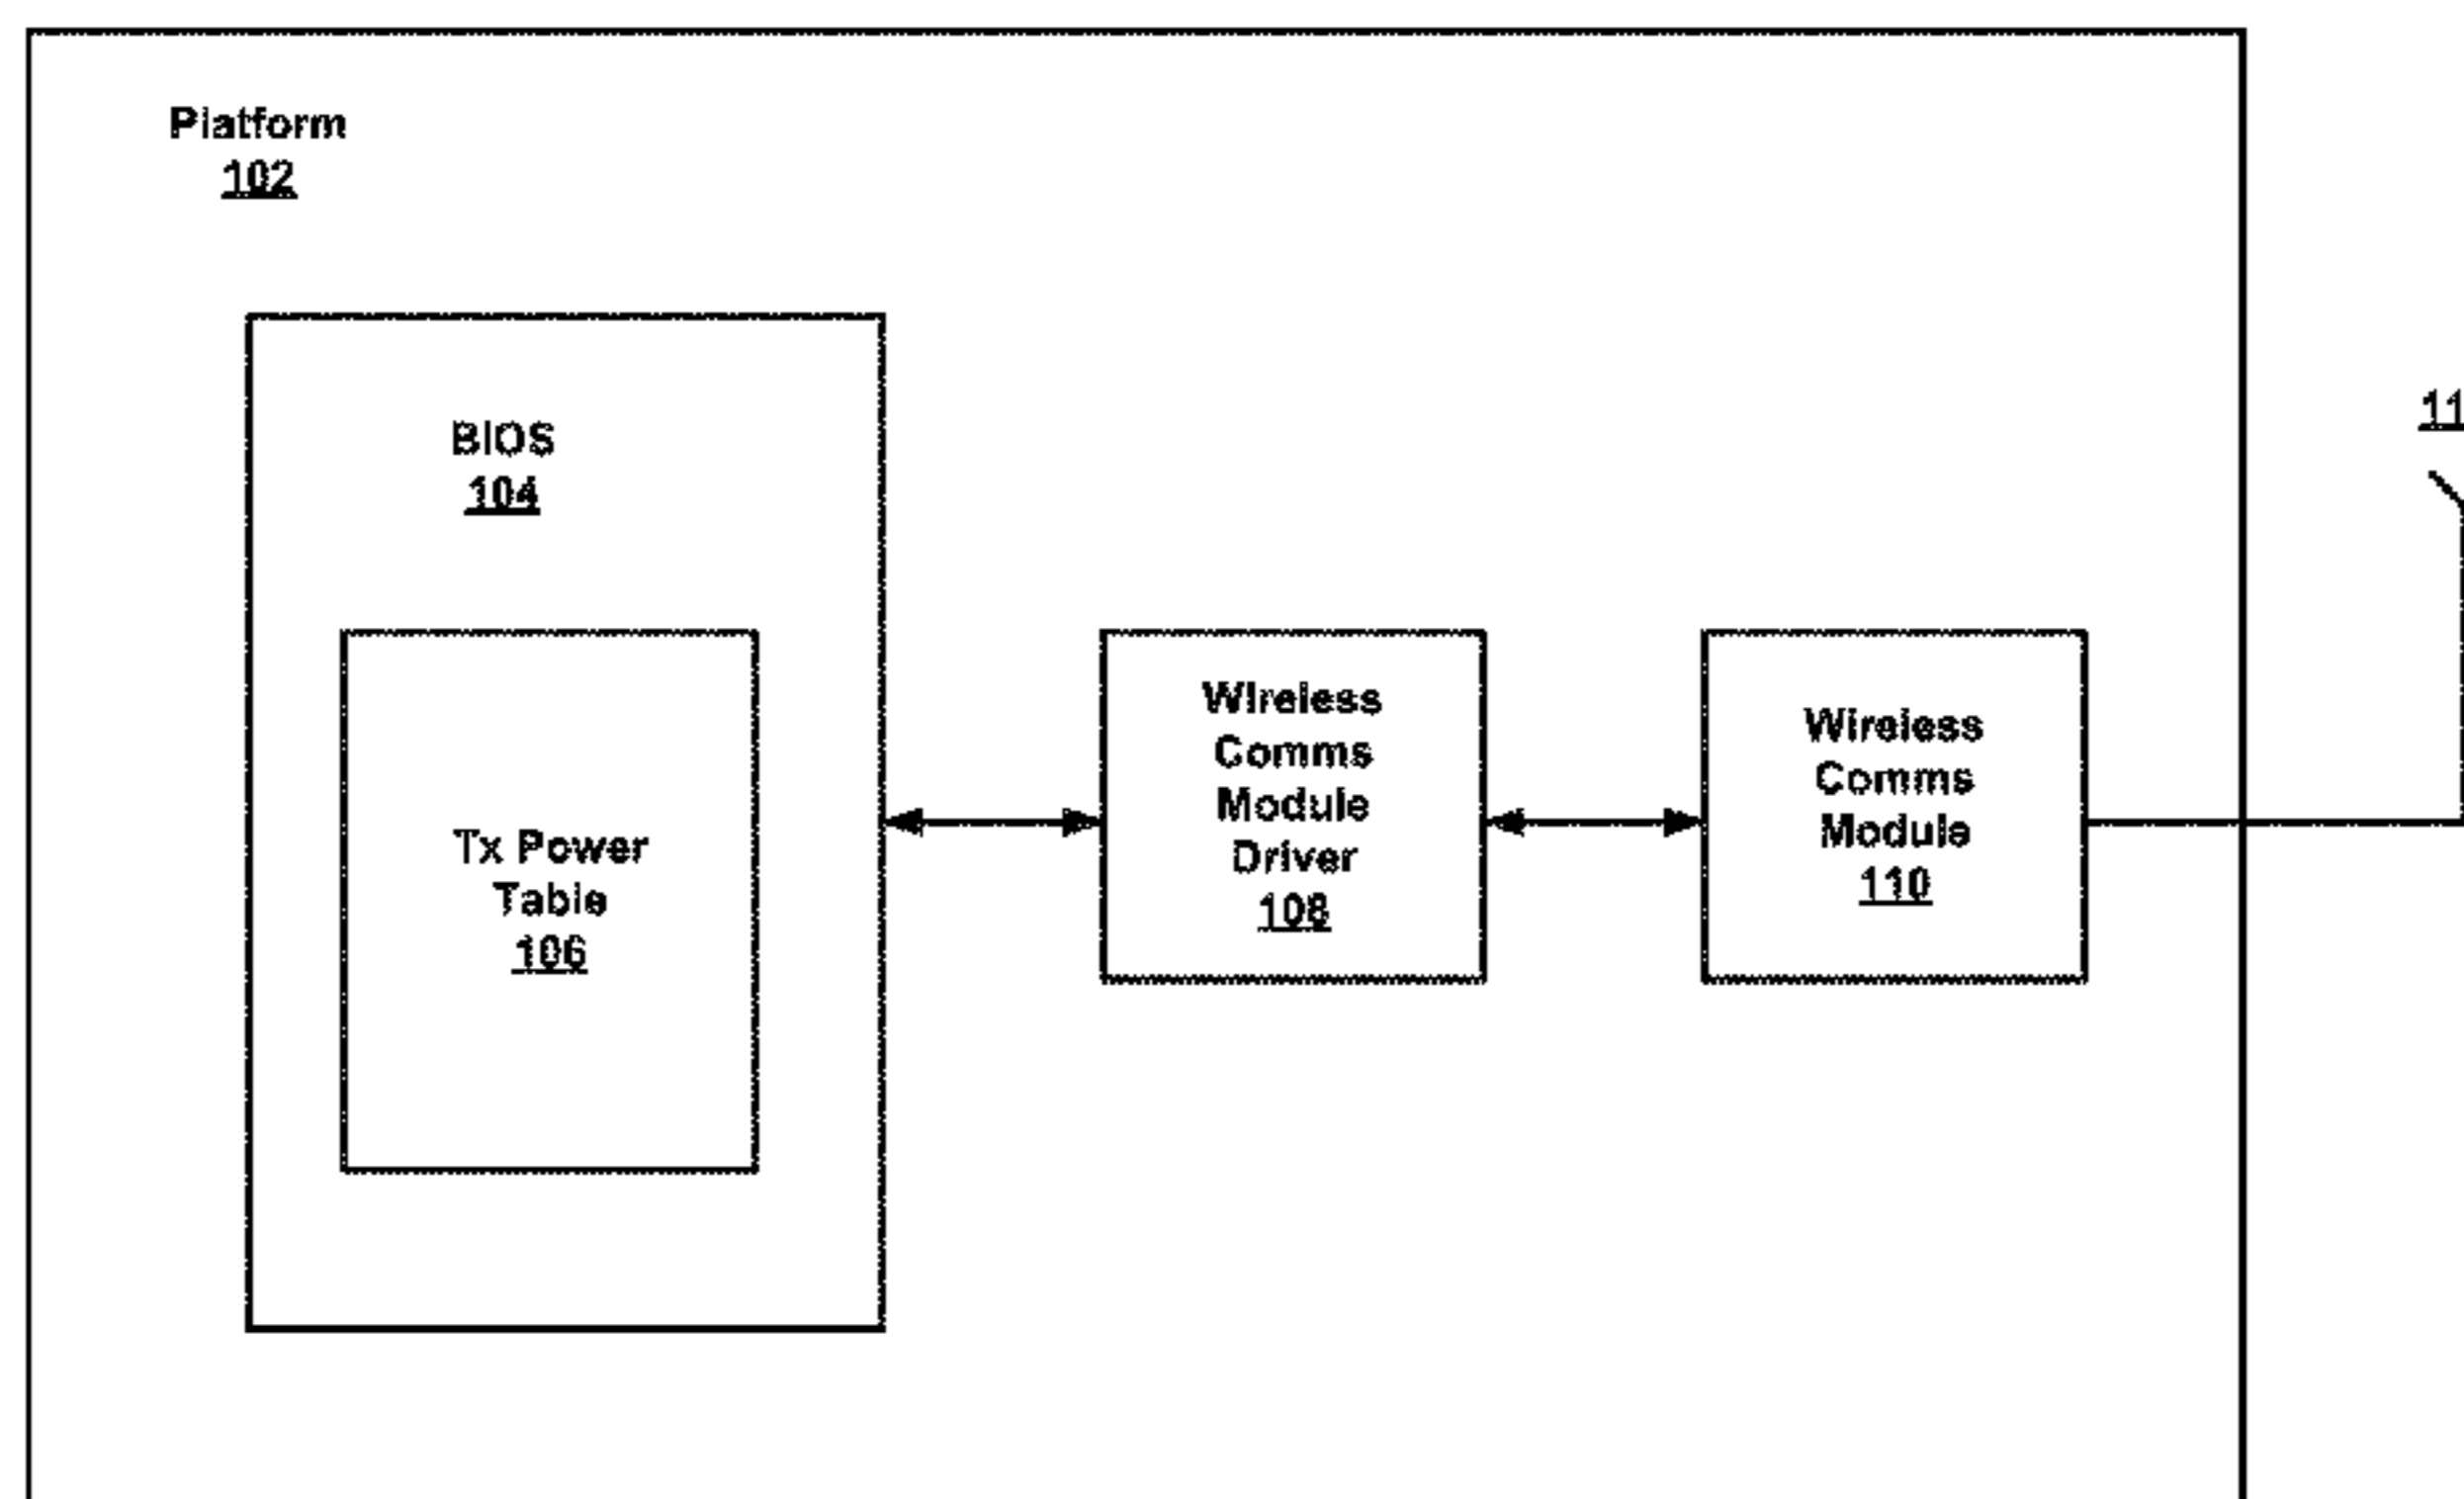 Platform
102
BIOS
104
Tx Power
Table
106
Wireless
Comms
Module
Driver
108
Wireless
Comms
Module
110